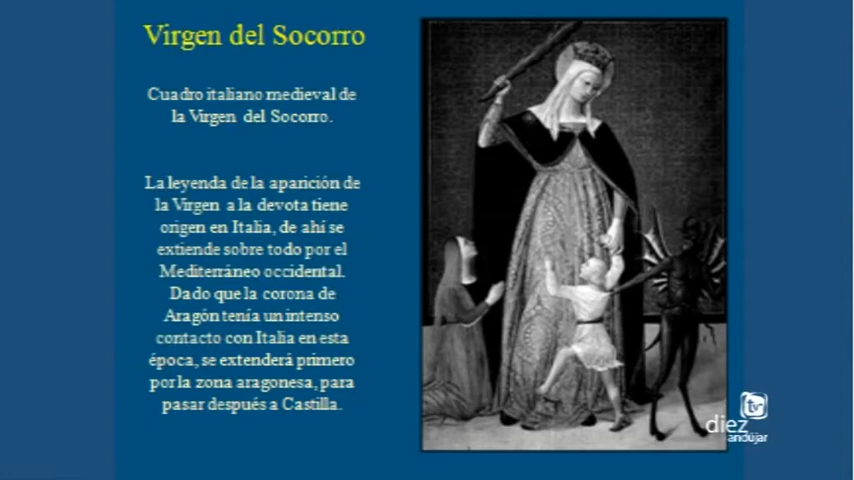 Virgen del Socorro
Cuadro italiano medieval de
la Virgen del Socorro.
La leyenda de la aparición de
la Virgen a la devota tiene
origen en Italia, de ahí se
extiende sobre todo por el
Mediterráneo occidental.
Dado que la corona de
Aragón tenía un intenso
contacto con Italia en esta
época, se extenderá primero
por la zona aragonesa, para
pasar después a Castilla.
tv
diez
andújar